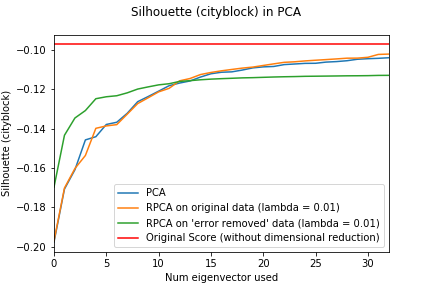 Silhouette (cityblock) in PCA
Silhouette (cityblock)
−0.10
−0.12
−0.14
−0.16
−0.18
−0.20
PCA
RPCA on original data (lambda = 0.01)
RPCA on 'error removed' data (lambda = 0.01)
Original Score (without dimensional reduction)
0 5 10 15 20 25 30
Num eigenvector used